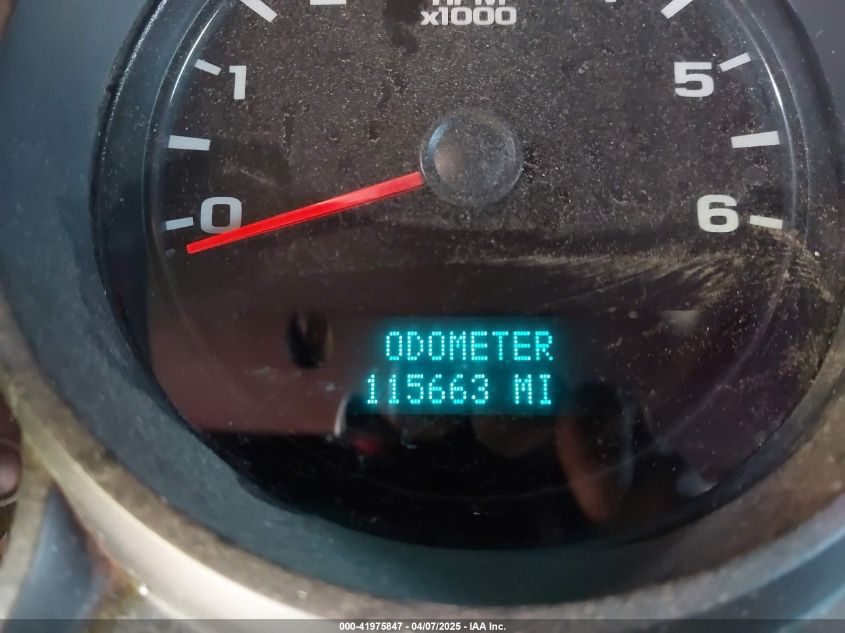 x1000
1
5
0
6
ODOMETER
115663 MI
000-41975847 - 04/07/2025 - IAA Inc.